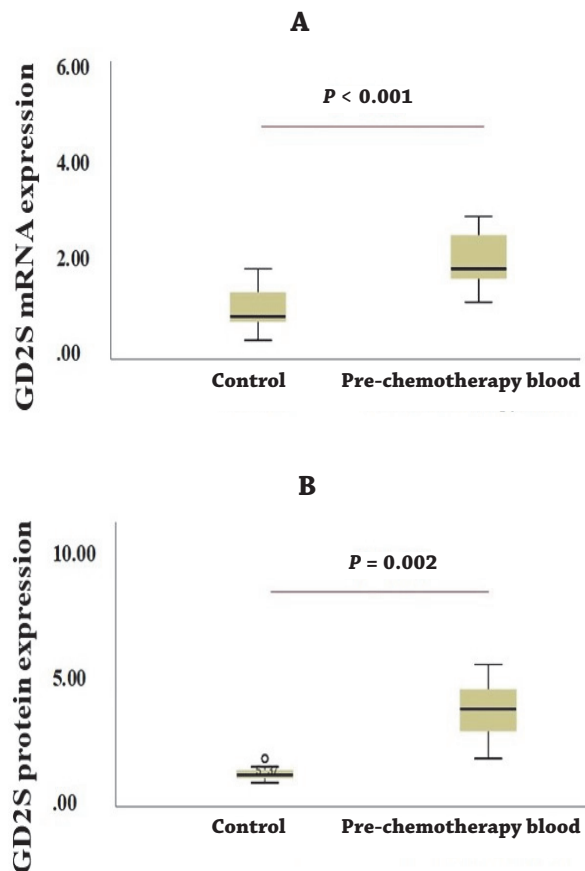 A
GD2S mRNA expression
6.00
4.00
2.00
.00
P < 0.001
Control
Pre-chemotherapy blood
B
GD2S protein expression
10.00
5.00
.00
P = 0.002
Control
Pre-chemotherapy blood